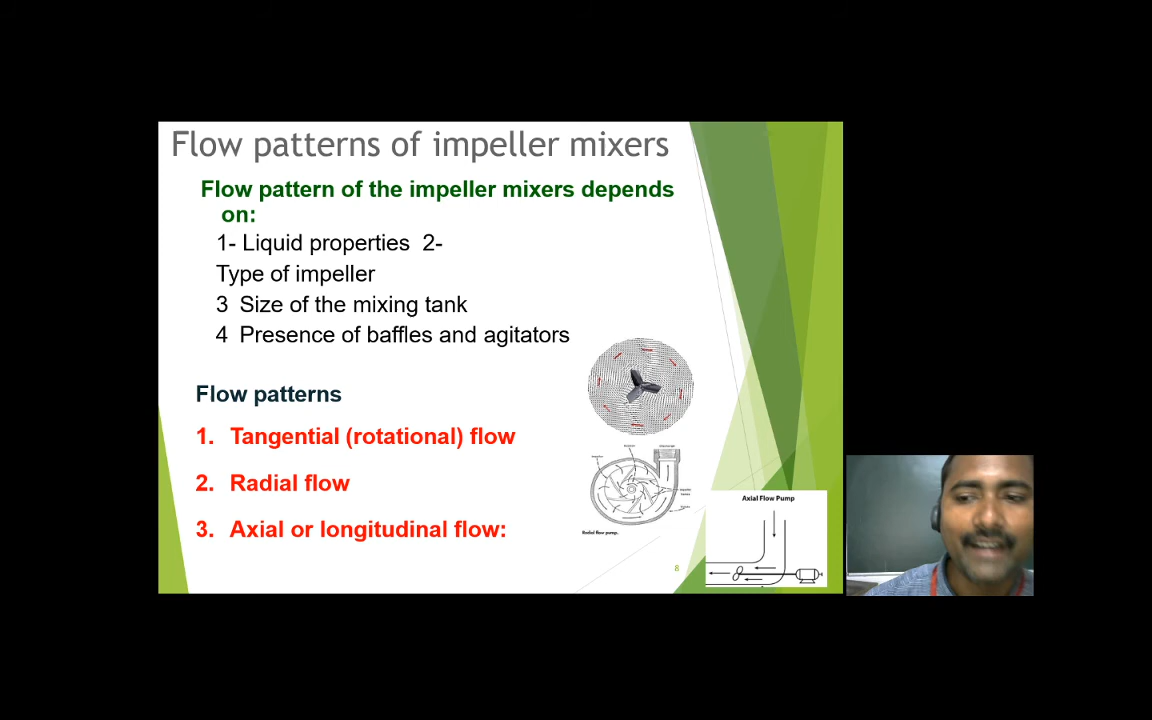 Flow patterns of impeller mixers
Flow pattern of the impeller mixers depends
on:
1- Liquid properties 2-
Type of impeller
3 Size of the mixing tank
4 Presence of baffles and agitators
Flow patterns
1. Tangential (rotational) flow
2. Radial flow
3. Axial or longitudinal flow:
Radial flow pump.
Axial Flow Pump
8